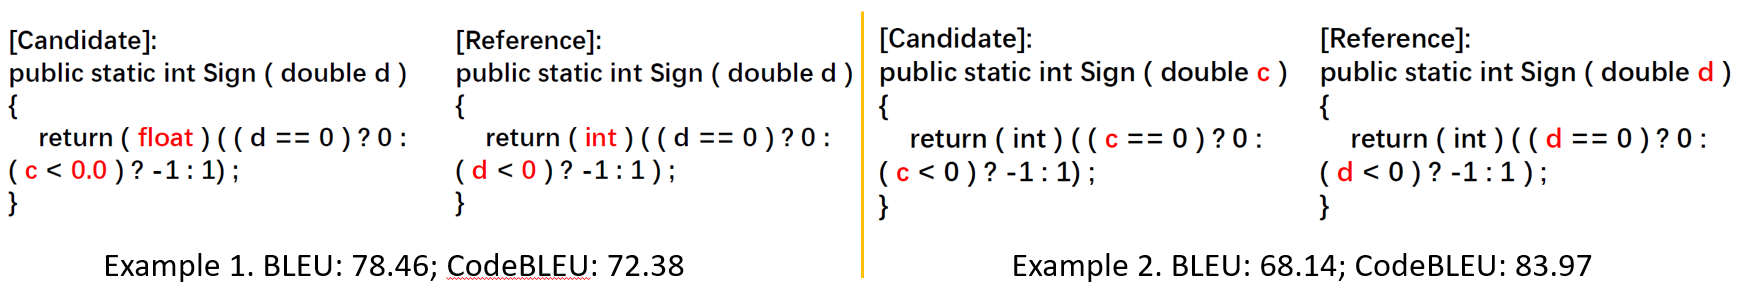 [Candidate]:
public static int Sign ( double d )
{
return ( float ) ( ( d == 0 ) ? 0 :
( c < 0.0 ) ? -1 : 1) ;
}
[Reference]:
public static int Sign ( double d )
{
return ( int ) ( ( d == 0 ) ? 0 :
( d < 0 ) ? -1 : 1 ) ;
}
Example 1. BLEU: 78.46; CodeBLEU: 72.38
[Candidate]:
public static int Sign ( double c )
{
return ( int ) ( ( c == 0 ) ? 0 :
( c < 0 ) ? -1 : 1) ;
}
[Reference]:
public static int Sign ( double d )
{
return ( int ) ( ( d == 0 ) ? 0 :
( d < 0 ) ? -1 : 1 ) ;
}
Example 2. BLEU: 68.14; CodeBLEU: 83.97